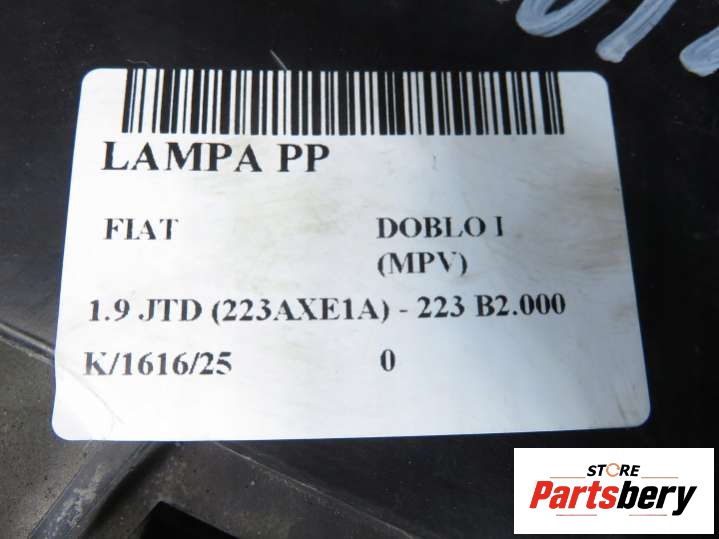 LAMPA PP
FIAT
DOBLO I
(MPV)
1.9 JTD (223AXE1A) - 223 B2.000
K/1616/25
0
STORE
Partsbery